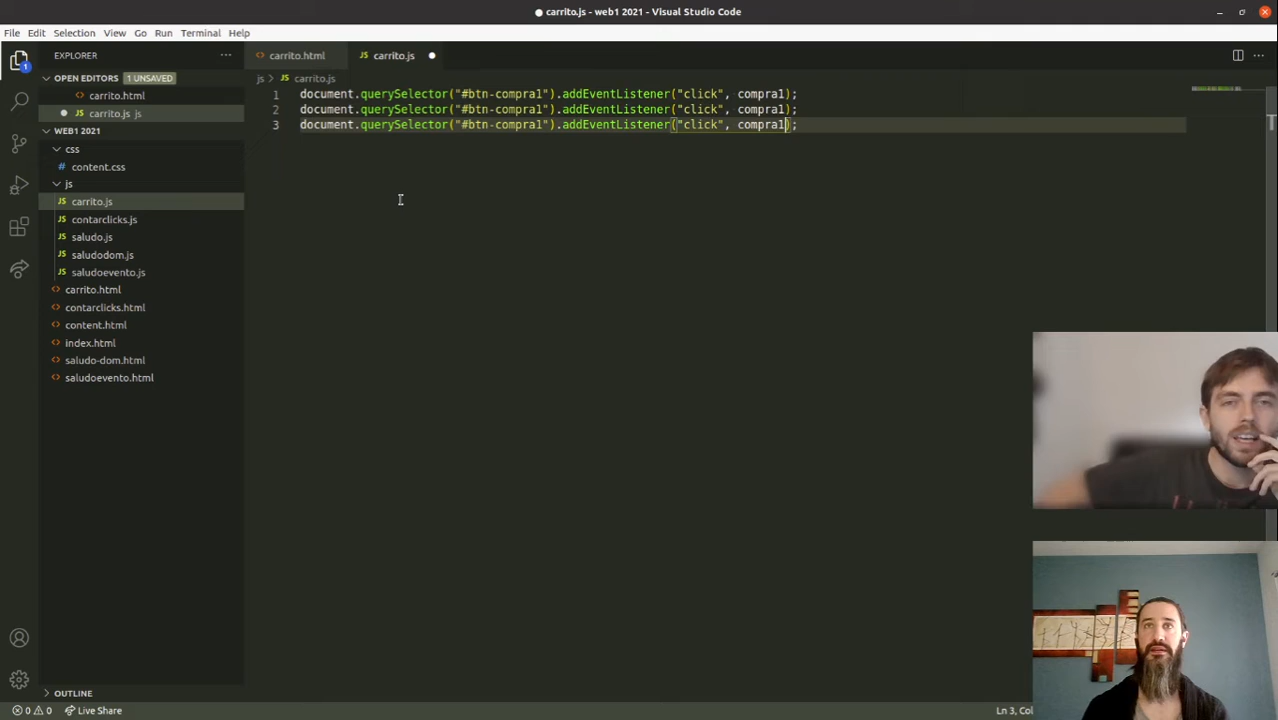 carrito.js - web1 2021 - Visual Studio Code
File Edit Selection View Go Run Terminal Help
EXPLORER
carrito.html
carrito.js
OPEN EDITORS 1 UNSAVED
js > carrito.js
carrito.html
carrito.js js
WEB1 2021
css
content.css
js
carrito.js
contarclicks.js
saludo.js
saludodom.js
saludoevento.js
carrito.html
contarclicks.html
content.html
index.html
saludo-dom.html
saludoevento.html
1 document.querySelector("#btn-compra1").addEventListener("click", compra1);
2 document.querySelector("#btn-compra1").addEventListener("click", compra1);
3 document.querySelector("#btn-compra1").addEventListener("click", compra1);
OUTLINE
1
0 0 Live Share
Ln 3, Col